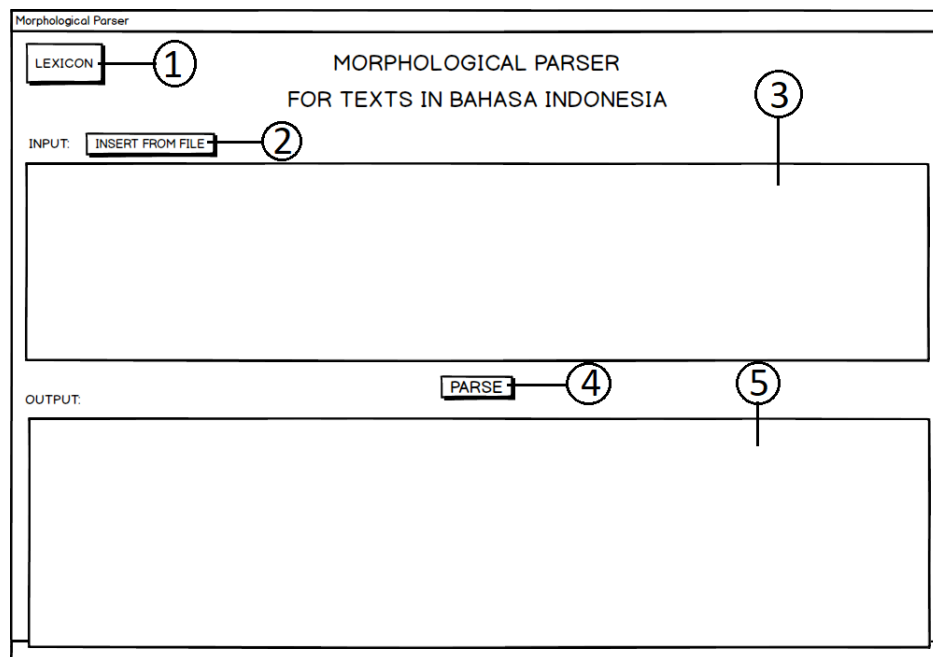 Morphological Parser
LEXICON 1
MORPHOLOGICAL PARSER
FOR TEXTS IN BAHASA INDONESIA
3
INPUT: INSERT FROM FILE 2
PARSE 4
5
OUTPUT: